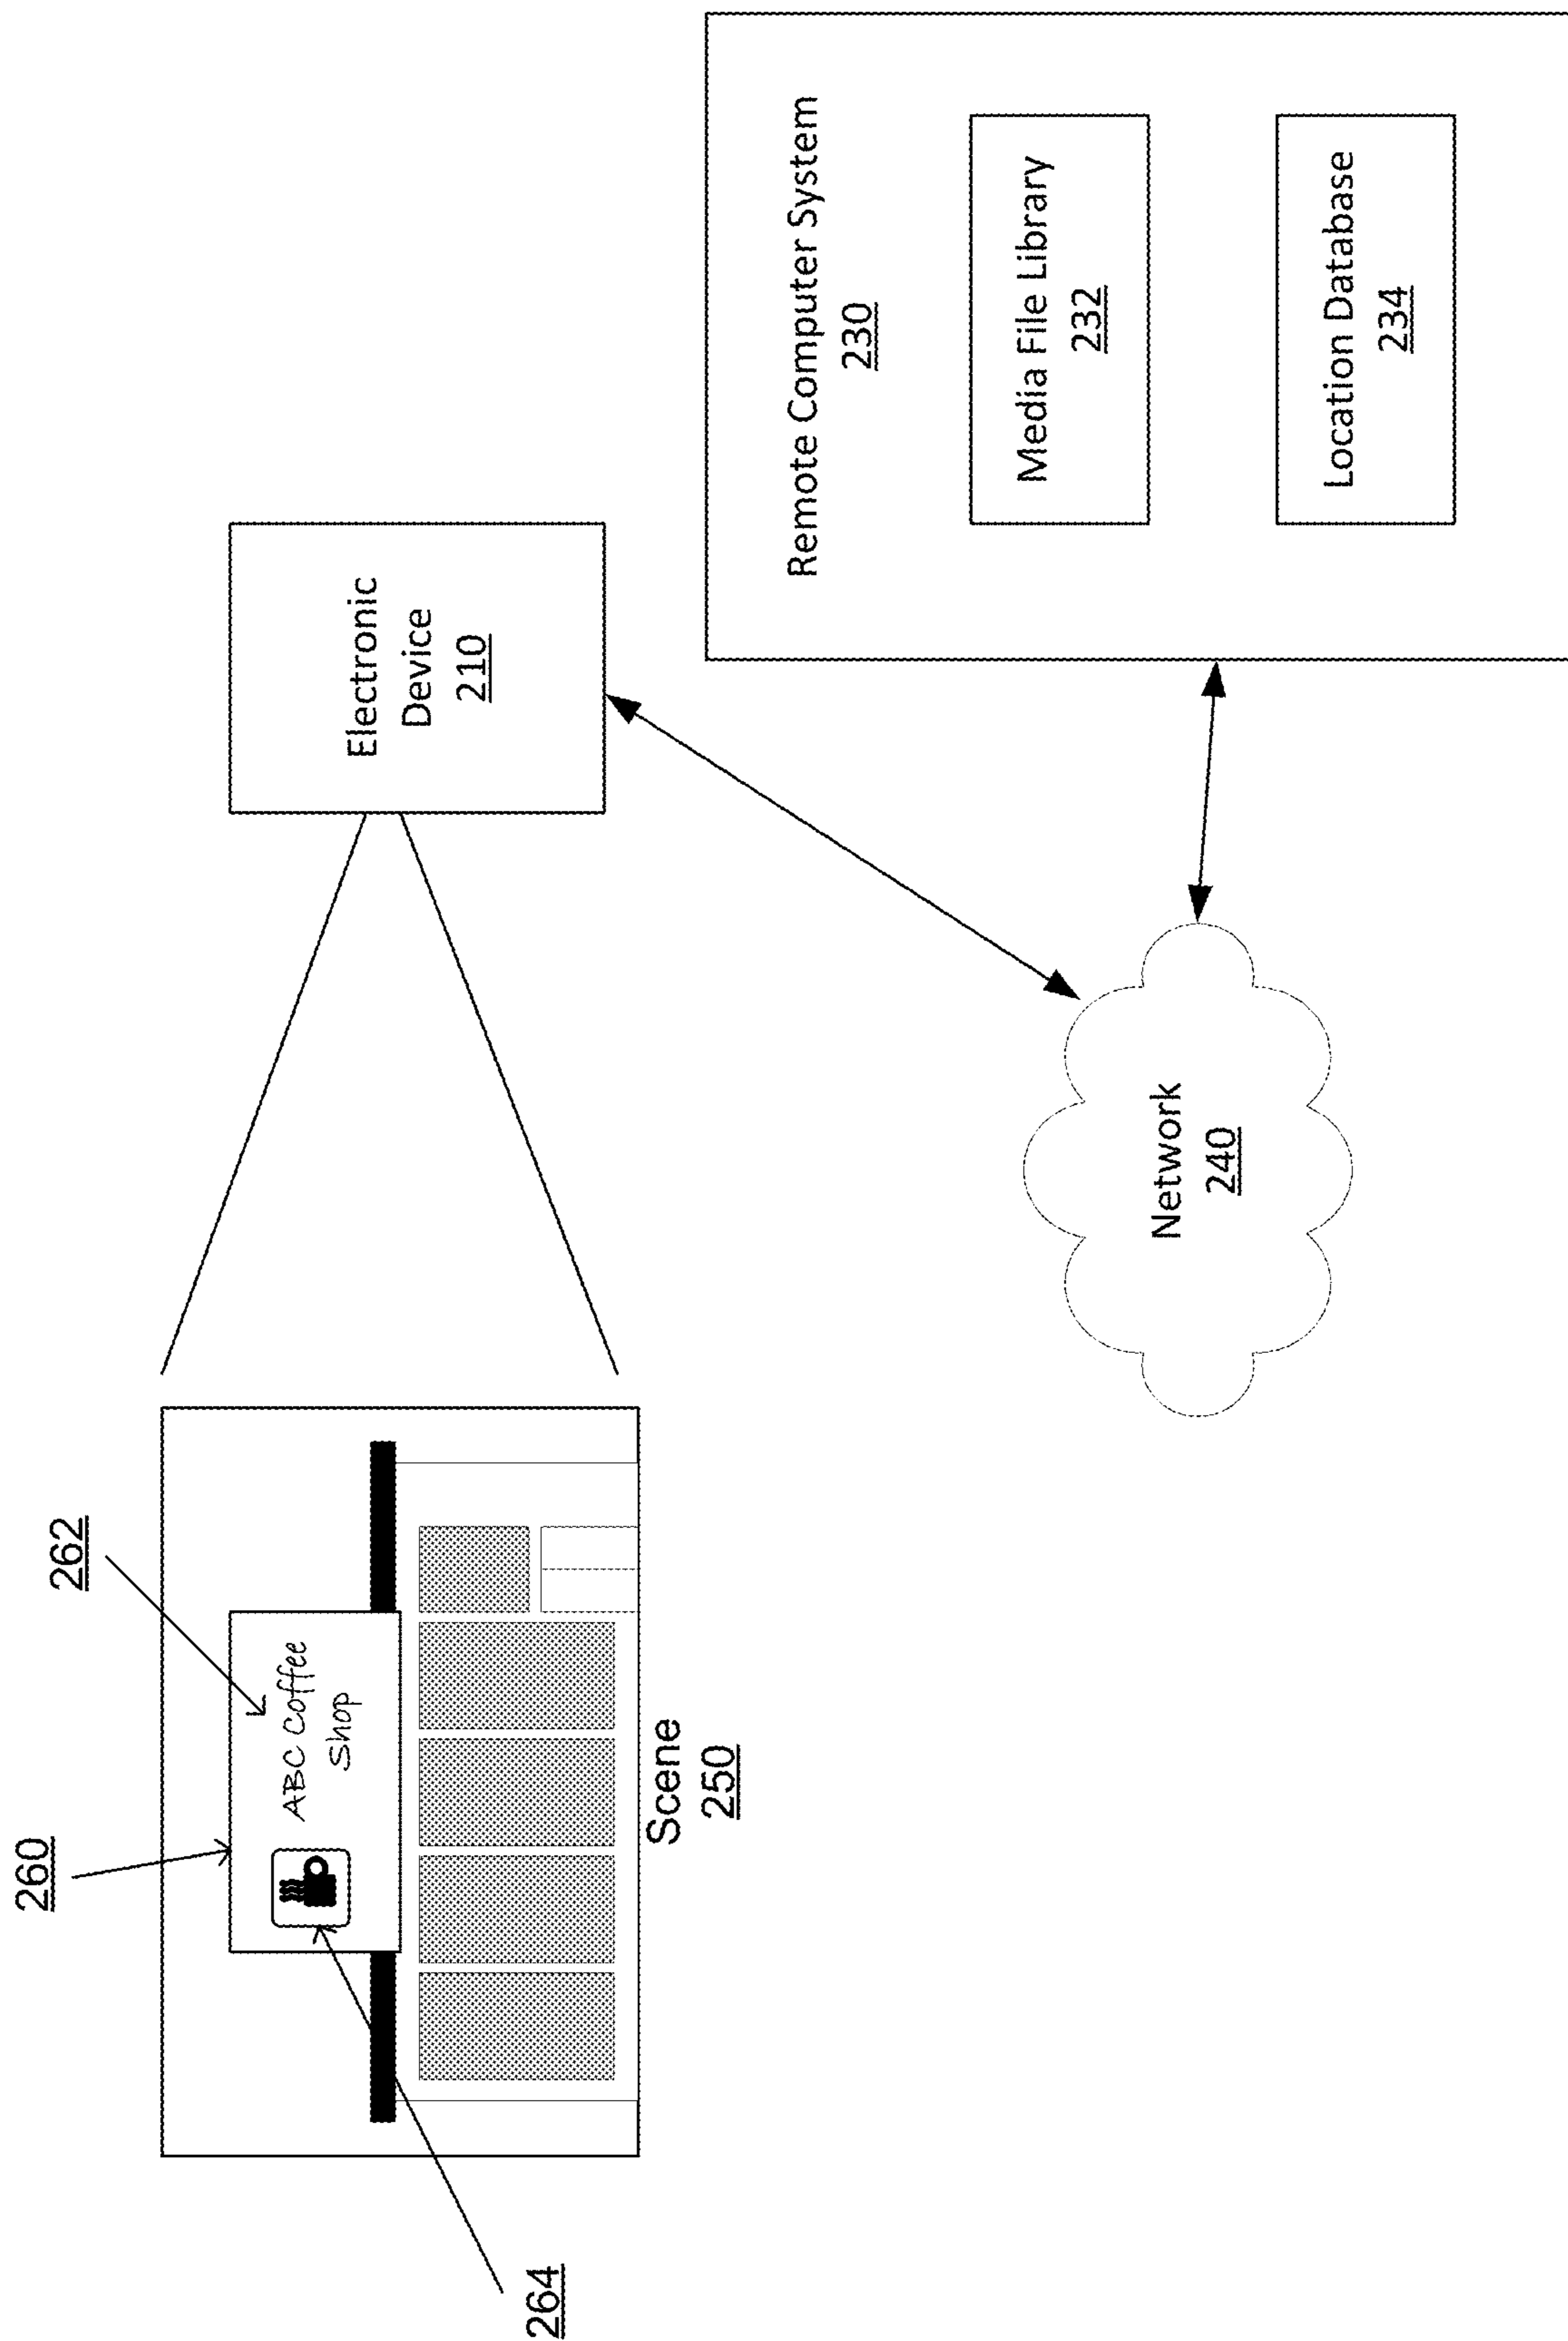 260
262
ABC Coffee
Shop
264
Scene
250
Electronic
Device
210
Network
240
Remote Computer System
230
Media File Library
232
Location Database
234